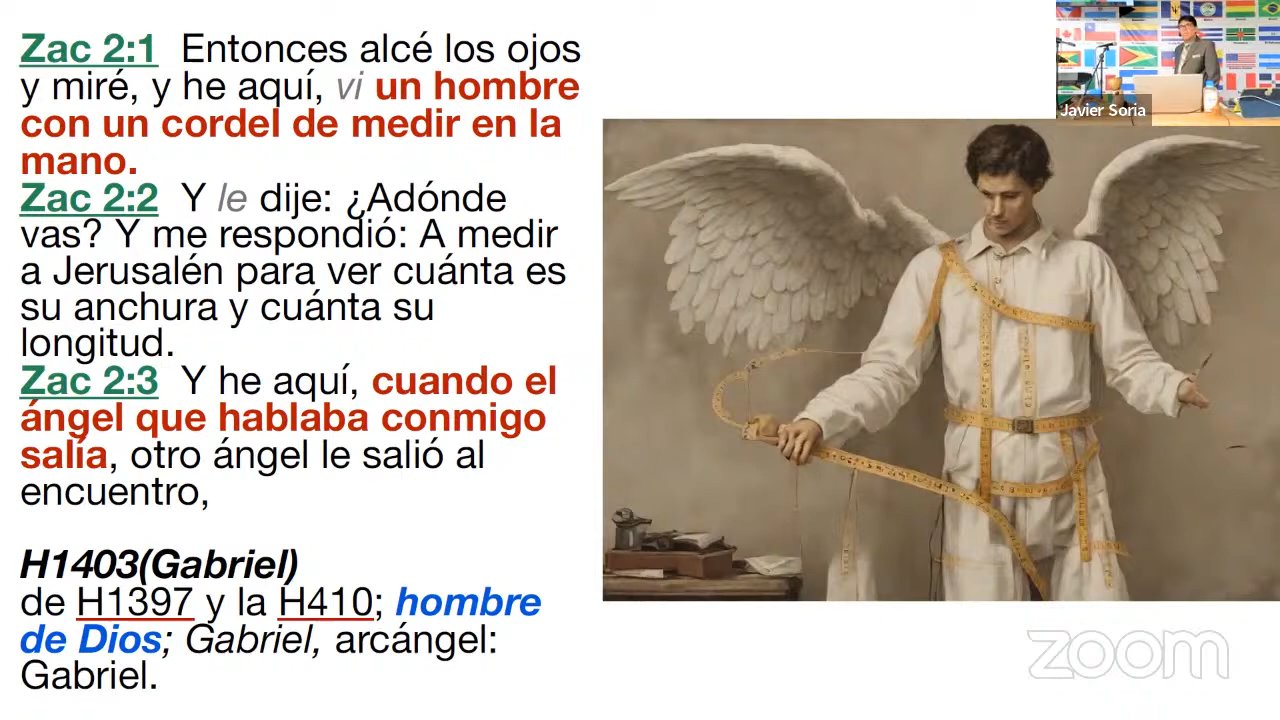 Zac 2:1 Entonces alcé los ojos
y miré, y he aquí, vi un hombre
con un cordel de medir en la
mano.
Zac 2:2 Y le dije: ¿Adónde
vas? Y me respondió: A medir
a Jerusalén para ver cuánta es
su anchura y cuánta su
longitud.
Zac 2:3 Y he aquí, cuando el
ángel que hablaba conmigo
salía, otro ángel le salió al
encuentro,
H1403(Gabriel)
de H1397 y la H410; hombre
de Dios; Gabriel, arcángel:
Gabriel.
Javier Soria
zoom